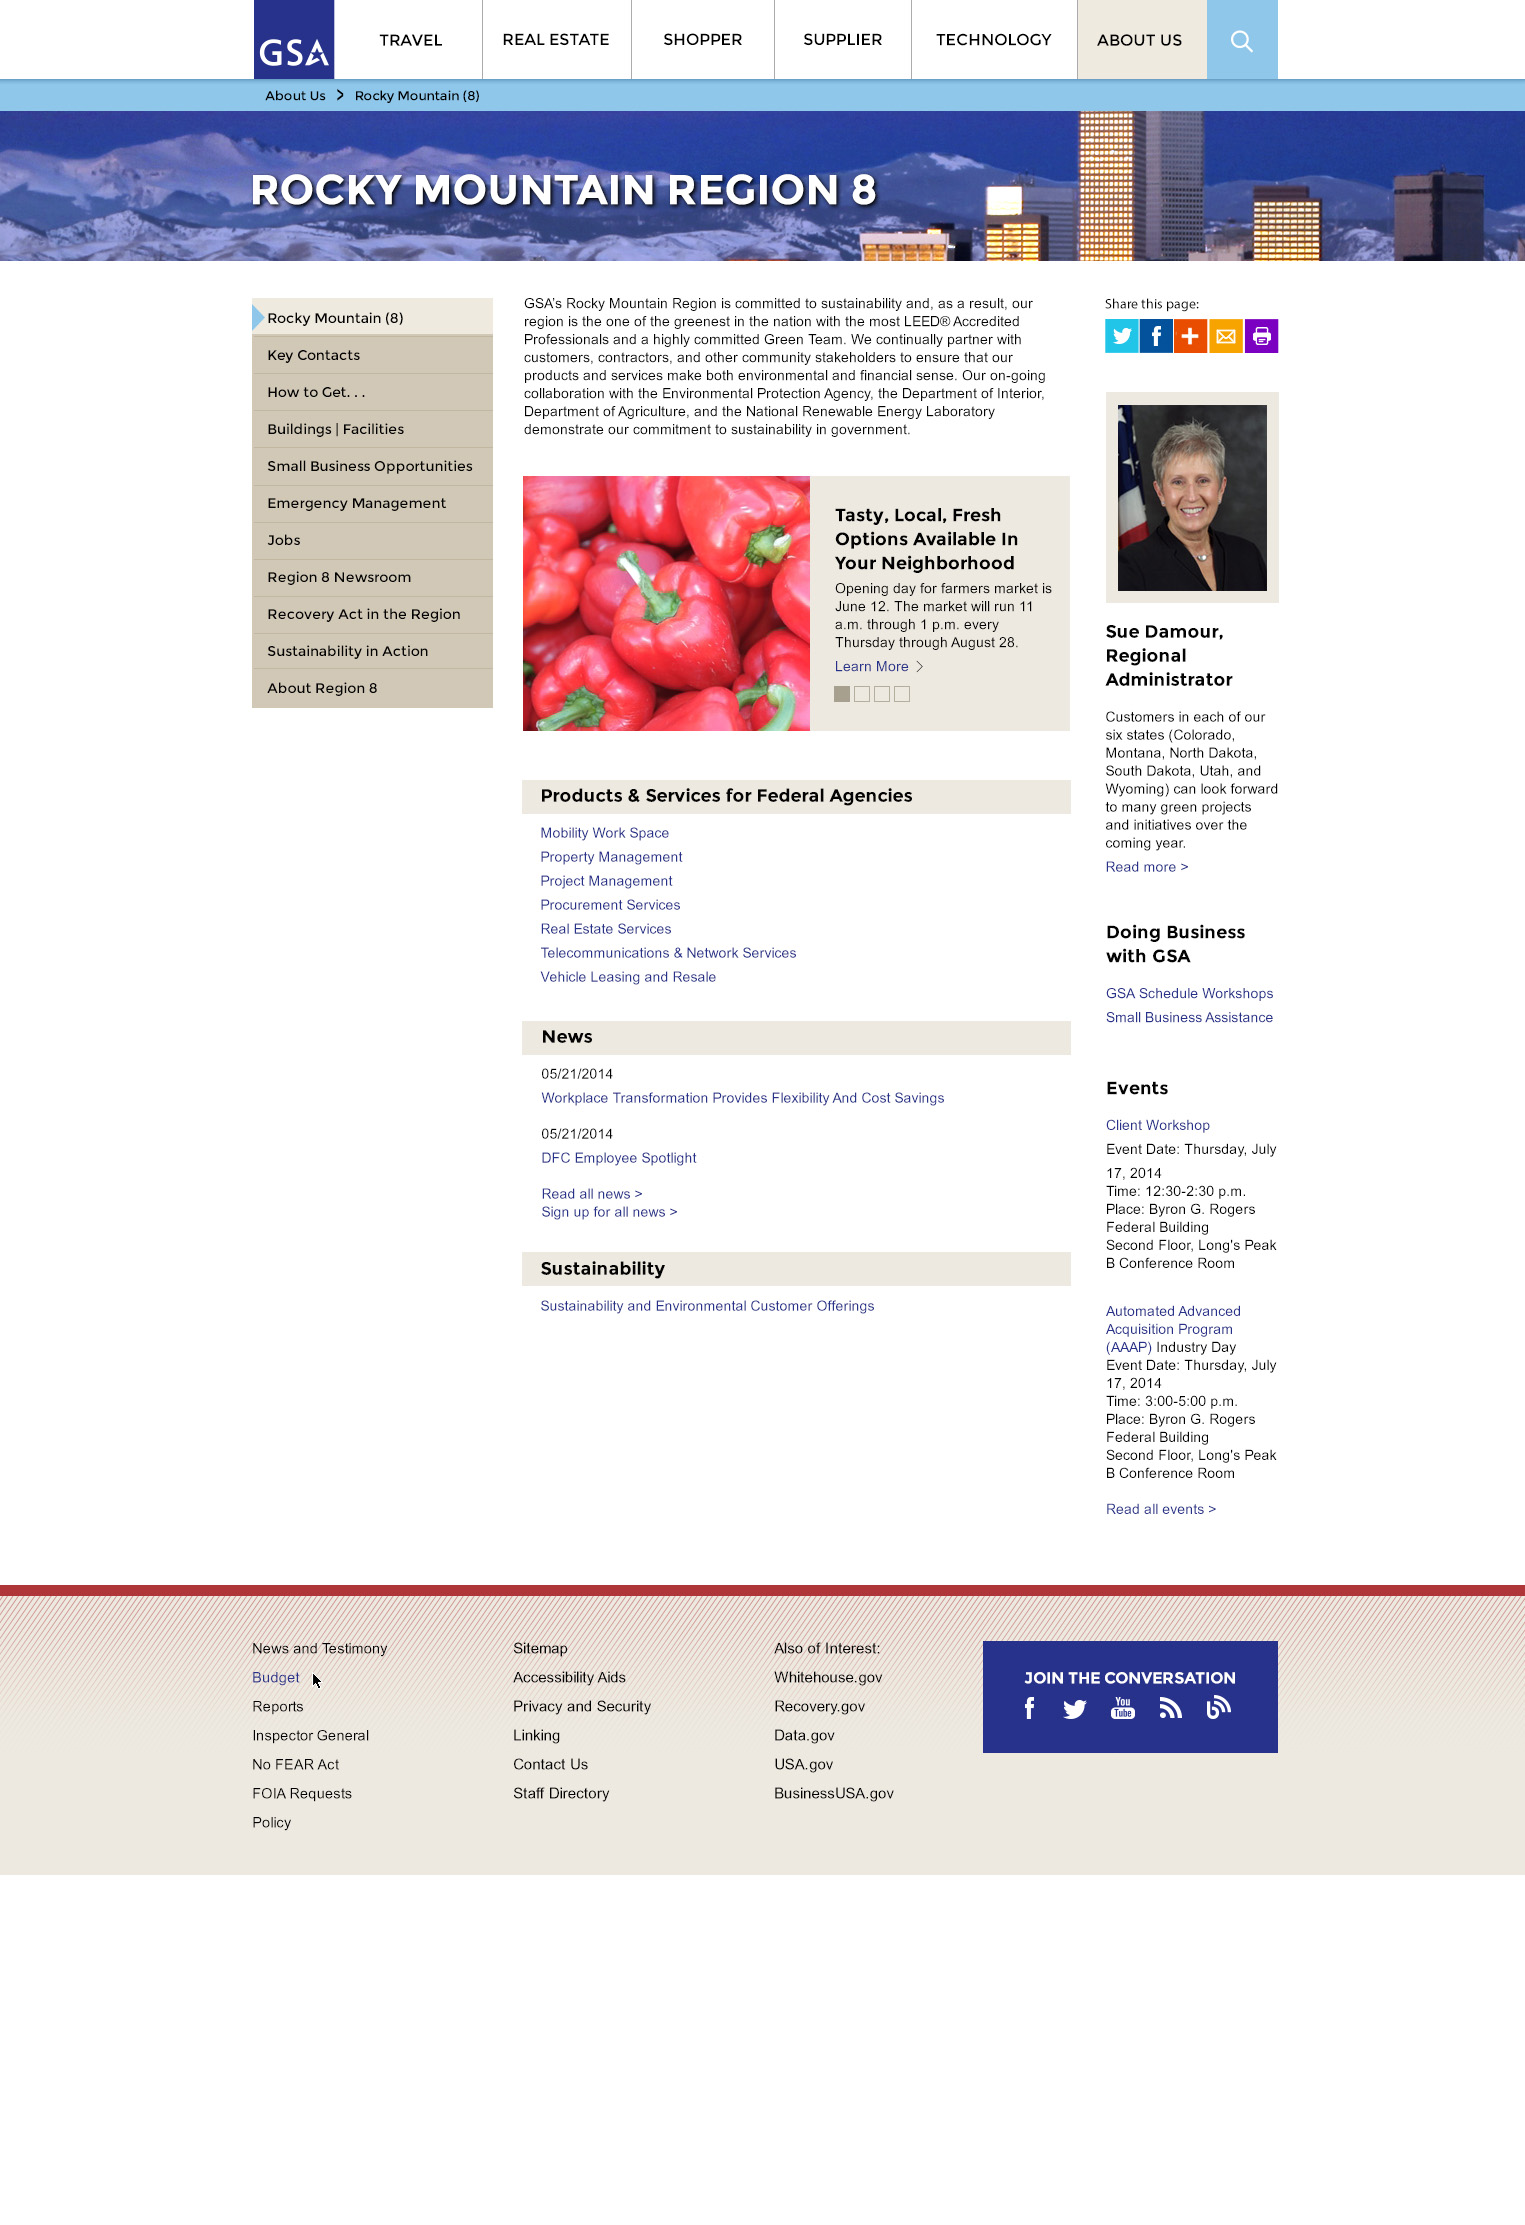 GSA
TRAVEL
REAL ESTATE
SHOPPER
SUPPLIER
TECHNOLOGY
ABOUT US
About Us > Rocky Mountain (8)
ROCKY MOUNTAIN REGION 8
Rocky Mountain (8)
Key Contacts
How to Get. . .
Buildings | Facilities
Small Business Opportunities
Emergency Management
Jobs
Region 8 Newsroom
Recovery Act in the Region
Sustainability in Action
About Region 8
GSA's Rocky Mountain Region is committed to sustainability and, as a result, our
region is the one of the greenest in the nation with the most LEED® Accredited
Professionals and a highly committed Green Team. We continually partner with
customers, contractors, and other community stakeholders to ensure that our
products and services make both environmental and financial sense. Our on-going
collaboration with the Environmental Protection Agency, the Department of Interior,
Department of Agriculture, and the National Renewable Energy Laboratory
demonstrate our commitment to sustainability in government.
Tasty, Local, Fresh
Options Available In
Your Neighborhood
Opening day for farmers market is
June 12. The market will run 11
a.m. through 1 p.m. every
Thursday through August 28.
Learn More >
Products & Services for Federal Agencies
Mobility Work Space
Property Management
Project Management
Procurement Services
Real Estate Services
Telecommunications & Network Services
Vehicle Leasing and Resale
News
05/21/2014
Workplace Transformation Provides Flexibility And Cost Savings
05/21/2014
DFC Employee Spotlight
Read all news >
Sign up for all news >
Sustainability
Sustainability and Environmental Customer Offerings
Share this page:
Sue Damour,
Regional
Administrator
Customers in each of our
six states (Colorado,
Montana, North Dakota,
South Dakota, Utah, and
Wyoming) can look forward
to many green projects
and initiatives over the
coming year.
Read more >
Doing Business
with GSA
GSA Schedule Workshops
Small Business Assistance
Events
Client Workshop
Event Date: Thursday, July
17, 2014
Time: 12:30-2:30 p.m.
Place: Byron G. Rogers
Federal Building
Second Floor, Long's Peak
B Conference Room
Automated Advanced
Acquisition Program
(AAAP) Industry Day
Event Date: Thursday, July
17, 2014
Time: 3:00-5:00 p.m.
Place: Byron G. Rogers
Federal Building
Second Floor, Long's Peak
B Conference Room
Read all events >
News and Testimony
Budget
Reports
Inspector General
No FEAR Act
FOIA Requests
Policy
Sitemap
Accessibility Aids
Privacy and Security
Linking
Contact Us
Staff Directory
Also of Interest:
Whitehouse.gov
Recovery.gov
Data.gov
USA.gov
BusinessUSA.gov
JOIN THE CONVERSATION
You
Tube